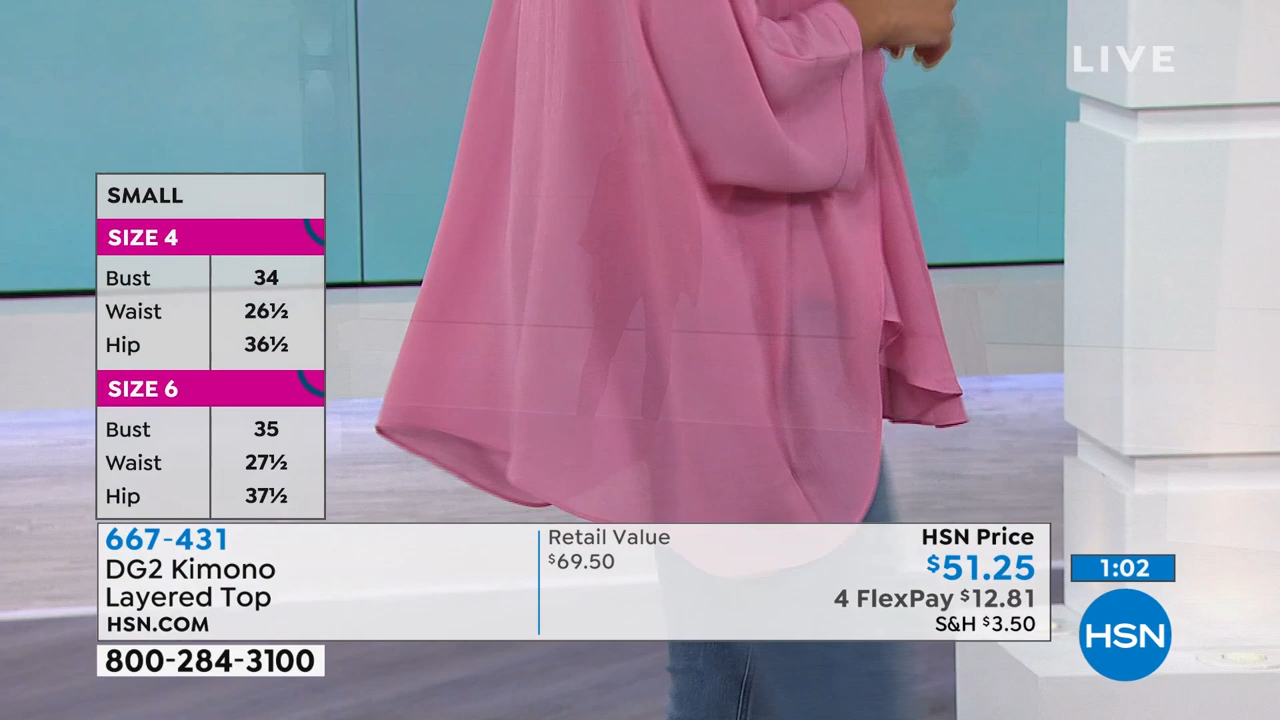 LIVE
SMALL
SIZE 4
Bust 34
Waist 26½
Hip 36½
SIZE 6
Bust 35
Waist 27½
Hip 37½
667-431
DG2 Kimono
Layered Top
HSN.COM
800-284-3100
Retail Value
$69.50
HSN Price
$51.25
4 FlexPay $12.81
S&H $3.50
1:02
HSN